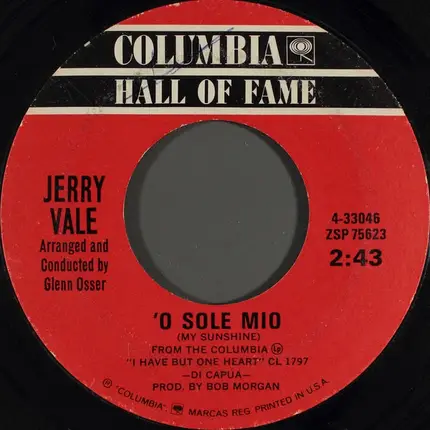 COLUMBIA
HALL OF FAME
JERRY
VALE
Arranged and
Conducted by
Glenn Osser
4-33046
ZSP 75623
2:43
'O SOLE MIO
(MY SUNSHINE)
FROM THE COLUMBIA LP
"I HAVE BUT ONE HEART" CL 1797
—DI CAPUA—
PROD. BY BOB MORGAN
℗ "COLUMBIA", MARCAS REG. PRINTED IN U.S.A.